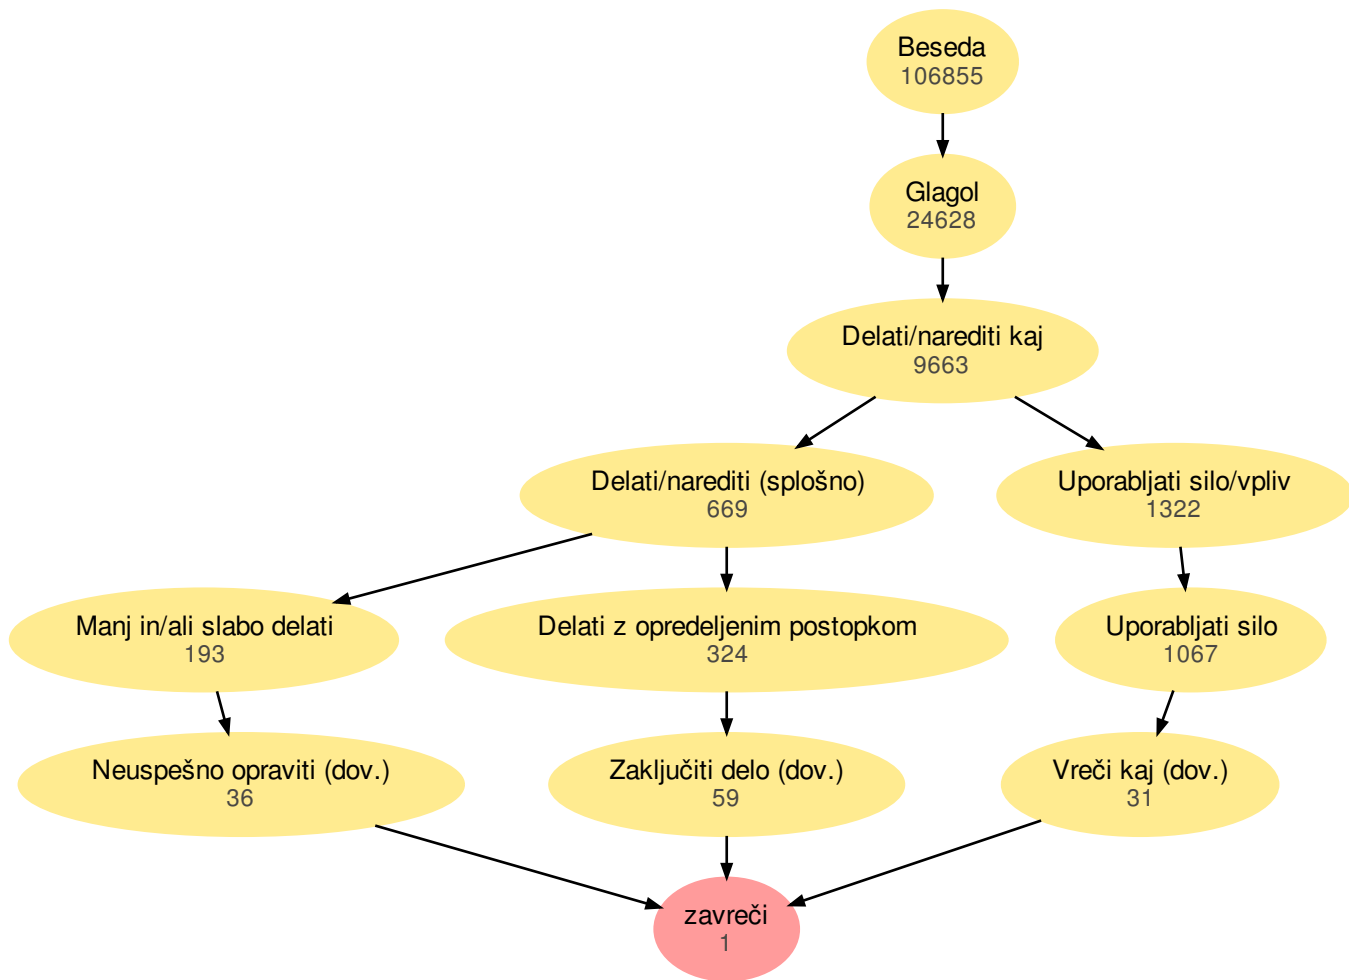 Beseda
106855
Glagol
24628
Delati/narediti kaj
9663
Delati/narediti (splošno)
669
Uporabljati silo/vpliv
1322
Manj in/ali slabo delati
193
Delati z opredeljenim postopkom
324
Uporabljati silo
1067
Neuspešno opraviti (dov.)
36
Zaključiti delo (dov.)
59
Vreči kaj (dov.)
31
zavreči
1